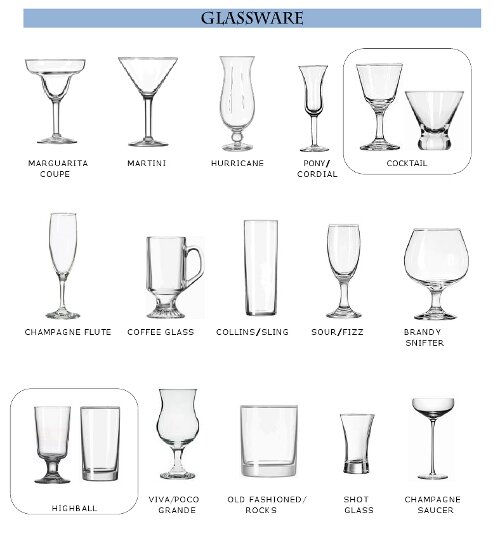 GLASSWARE
MARGUARITA
COUPE
MARTINI
HURRICANE
PONY/
CORDIAL
COCKTAIL
CHAMPAGNE FLUTE
COFFEE GLASS
COLLINS/SLING
SOUR/FIZZ
BRANDY
SNIFTER
HIGHBALL
VIVA/POCO
GRANDE
OLD FASHIONED/
ROCKS
SHOT
GLASS
CHAMPAGNE
SAUCER